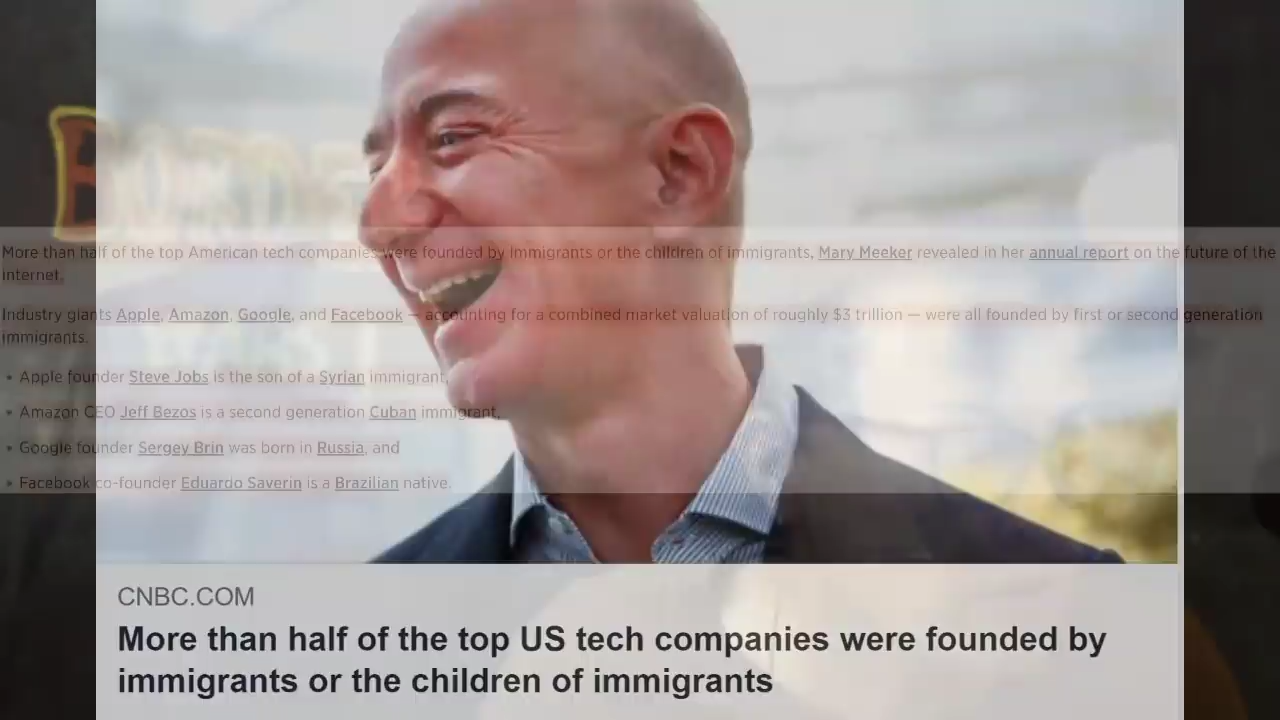 More than half of the top American tech companies were founded by immigrants or the children of immigrants, Mary Meeker revealed in her annual report on the future of the
internet.
Industry giants Apple, Amazon, Google, and Facebook — accounting for a combined market valuation of roughly $3 trillion — were all founded by first or second generation
immigrants.
• Apple founder Steve Jobs is the son of a Syrian immigrant,
• Amazon CEO Jeff Bezos is a second generation Cuban immigrant,
• Google founder Sergey Brin was born in Russia, and
• Facebook co-founder Eduardo Saverin is a Brazilian native.
CNBC.COM
More than half of the top US tech companies were founded by
immigrants or the children of immigrants